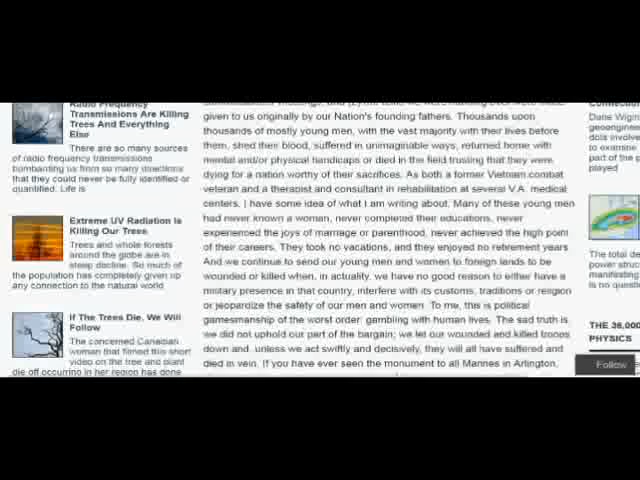 Radio Frequency
Transmissions Are Killing
Trees And Everything
Else
There are so many sources
of radio frequency transmissions
bombarding us from so many directions
that they could never be fully identified or
quantified. Life is
Extreme UV Radiation Is
Killing Our Trees
Trees and whole forests
around the globe are in
steep decline. So much of
the population has completely given up
any connection to the natural world
If The Trees Die, We Will
Follow
The concerned Canadian
woman that filmed this short
video on the tree and plant
die off occurring in her region has done
given to us originally by our Nation's founding fathers. Thousands upon
thousands of mostly young men, with the vast majority with their lives before
them, shed their blood, suffered in unimaginable ways, returned home with
mental and/or physical handicaps or died in the field trusting that they were
dying for a nation worthy of their sacrifices. As both a former Vietnam combat
veteran and a therapist and consultant in rehabilitation at several V.A. medical
centers, I have some idea of what I am writing about. Many of these young men
had never known a woman, never completed their educations, never
experienced the joys of marriage or parenthood, never achieved the high point
of their careers. They took no vacations, and they enjoyed no retirement years
And we continue to send our young men and women to foreign lands to be
wounded or killed when, in actuality, we have no good reason to either have a
military presence in that country, interfere with its customs, traditions or religion
or jeopardize the safety of our men and women. To me, this is political
gamesmanship of the worst order: gambling with human lives. The sad truth is
we did not uphold our part of the bargain; we let our wounded and killed troops
down and, unless we act swiftly and decisively, they will all have suffered and
died in vein. If you have ever seen the monument to all Marines in Arlington,
Connection
Dane Wigin
geoengineer
dots involve
to examine
part of the p
played
The total de
power struc
manifesting
is no questi
THE 36,000
PHYSICS
Follow